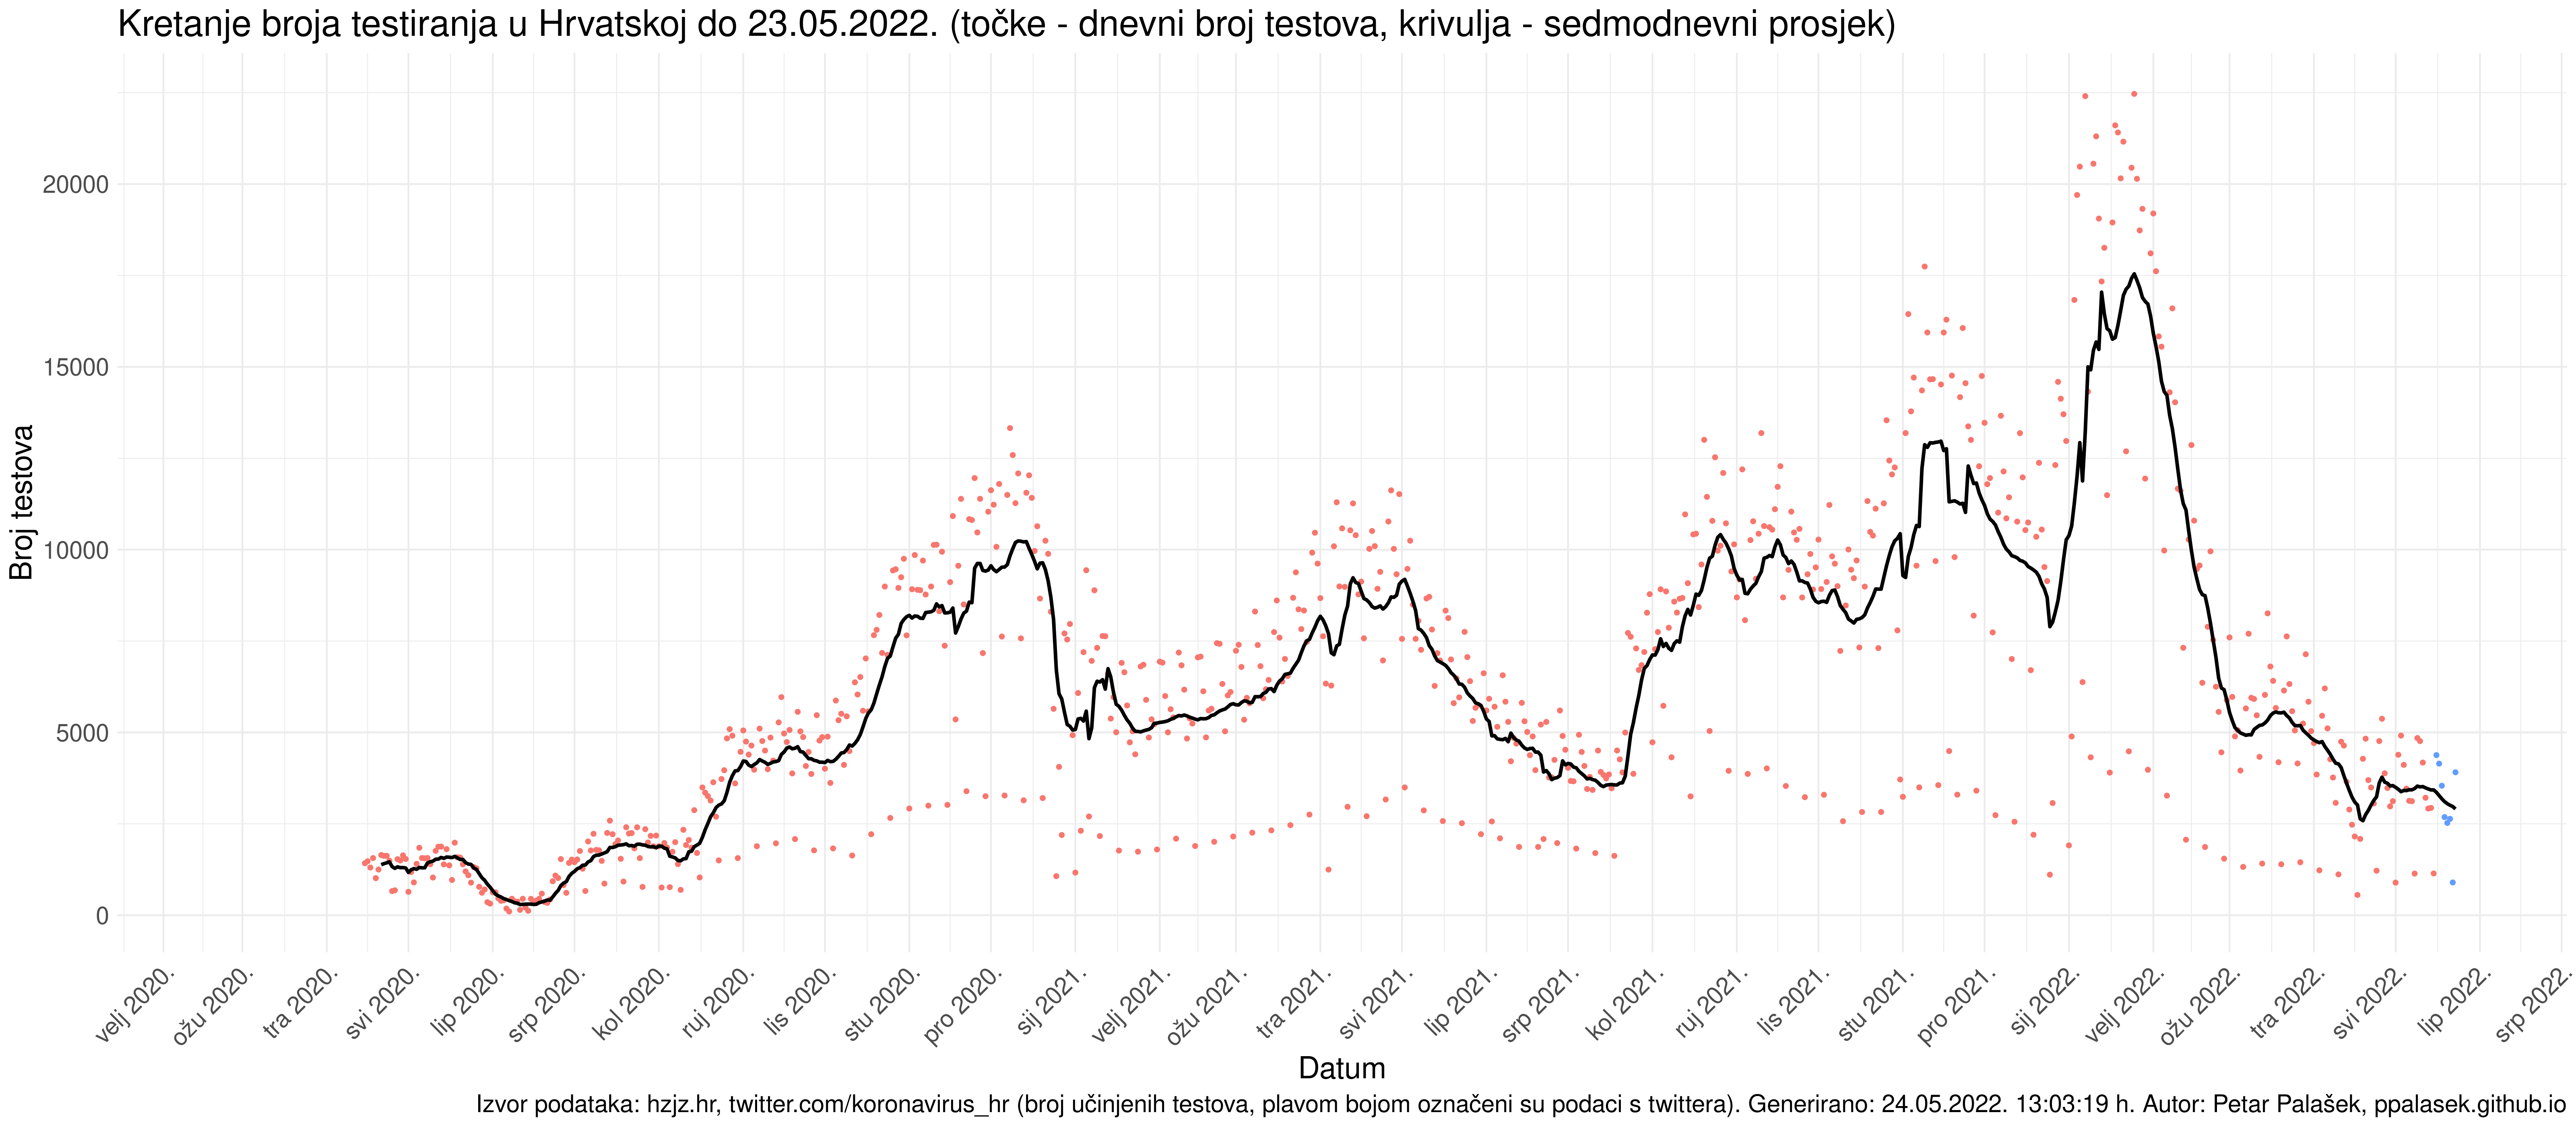 Kretanje broja testiranja u Hrvatskoj do 23.05.2022. (točke - dnevni broj testova, krivulja - sedmodnevni prosjek)
Broj testova
20000
15000
10000
5000
0
velj 2020.
ožu 2020.
tra 2020.
svi 2020.
lip 2020.
srp 2020.
kol 2020.
ruj 2020.
lis 2020.
stu 2020.
pro 2020.
sij 2021.
velj 2021.
ožu 2021.
tra 2021.
svi 2021.
lip 2021.
srp 2021.
kol 2021.
ruj 2021.
lis 2021.
stu 2021.
pro 2021.
sij 2022.
velj 2022.
ožu 2022.
tra 2022.
svi 2022.
lip 2022.
srp 2022.
Datum
Izvor podataka: hzjz.hr, twitter.com/koronavirus_hr (broj učinjenih testova, plavom bojom označeni su podaci s twittera). Generirano: 24.05.2022. 13:03:19 h. Autor: Petar Palašek, ppalasek.github.io